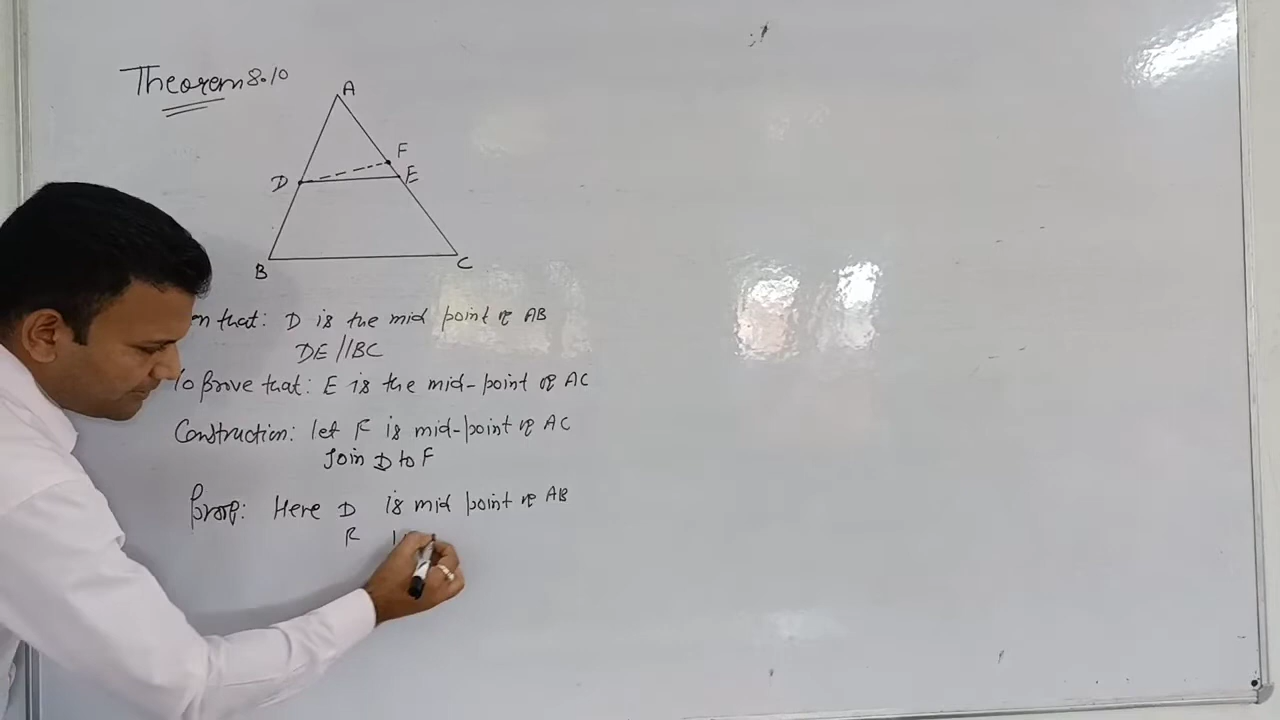 Theorem 8.10
A
F
D E
B C
en that: D is the mid point of AB
DE//BC
To prove that: E is the mid-point of AC
Construction: let F is mid-point of AC
Join D to F
Proof: Here D is mid point of AB
F